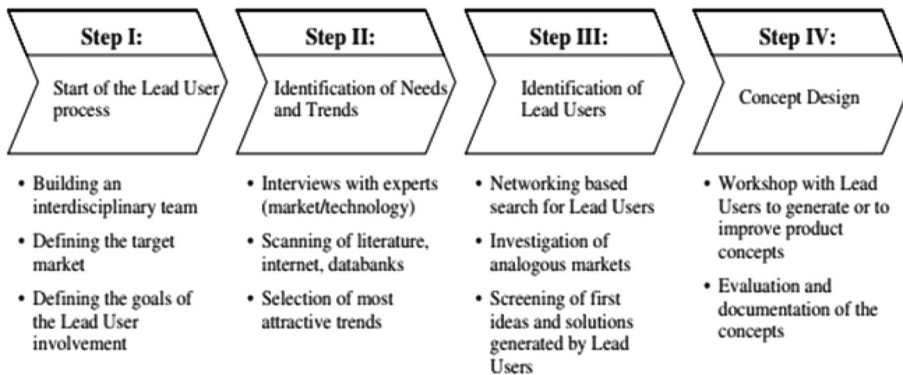 Step I:
Start of the Lead User
process
• Building an
interdisciplinary team
• Defining the target
market
• Defining the goals of
the Lead User
involvement
Step II:
Identification of Needs
and Trends
• Interviews with experts
(market/technology)
• Scanning of literature,
internet, databanks
• Selection of most
attractive trends
Step III:
Identification of
Lead Users
• Networking based
search for Lead Users
• Investigation of
analogous markets
• Screening of first
ideas and solutions
generated by Lead
Users
Step IV:
Concept Design
• Workshop with Lead
Users to generate or to
improve product
concepts
• Evaluation and
documentation of the
concepts